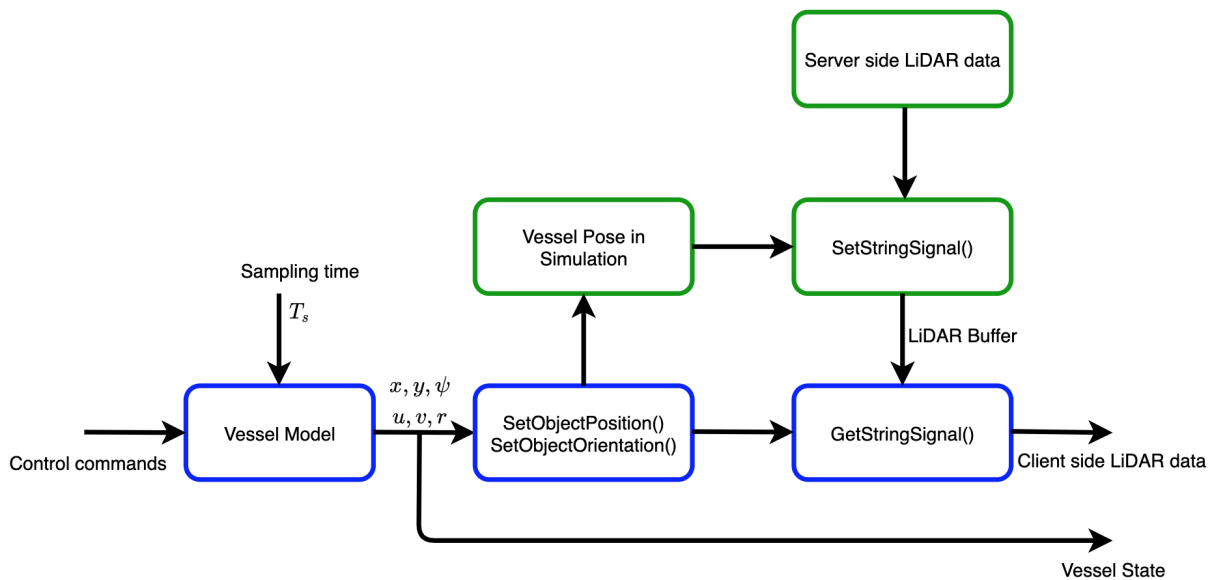 Server side LiDAR data
Vessel Pose in
Simulation
SetStringSignal()
Sampling time
T_s
LiDAR Buffer
x, y, ψ
u, v, r
Vessel Model
SetObjectPosition()
SetObjectOrientation()
GetStringSignal()
Control commands
Client side LiDAR data
Vessel State